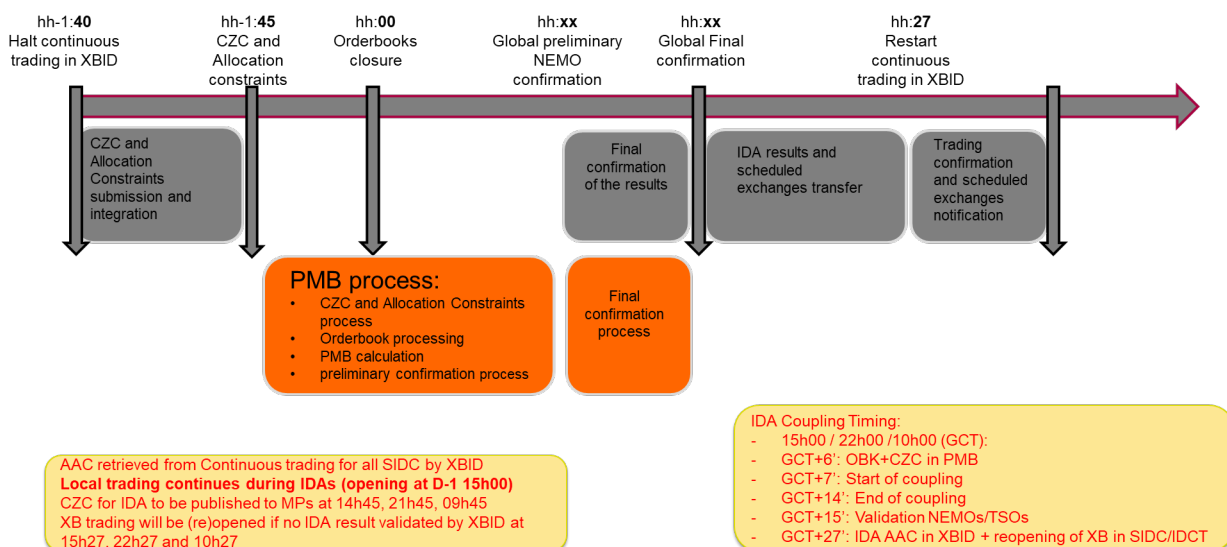 hh-1:40
Halt continuous
trading in XBID
hh-1:45
CZC and
Allocation
constraints
hh:00
Orderbooks
closure
hh:xx
Global preliminary
NEMO
confirmation
hh:xx
Global Final
confirmation
hh:27
Restart
continuous
trading in XBID
CZC and
Allocation
Constraints
submission and
integration
Final
confirmation
of the results
IDA results and
scheduled
exchanges transfer
Trading
confirmation
and scheduled
exchanges
notification
PMB process:
• CZC and Allocation Constraints
process
• Orderbook processing
• PMB calculation
• preliminary confirmation process
Final
confirmation
process
AAC retrieved from Continuous trading for all SIDC by XBID
Local trading continues during IDAs (opening at D-1 15h00)
CZC for IDA to be published to MPs at 14h45, 21h45, 09h45
XB trading will be (re)opened if no IDA result validated by XBID at
15h27, 22h27 and 10h27
IDA Coupling Timing:
- 15h00 / 22h00 /10h00 (GCT):
- GCT+6’: OBK+CZC in PMB
- GCT+7’: Start of coupling
- GCT+14’: End of coupling
- GCT+15’: Validation NEMOs/TSOs
- GCT+27’: IDA AAC in XBID + reopening of XB in SIDC/IDCT